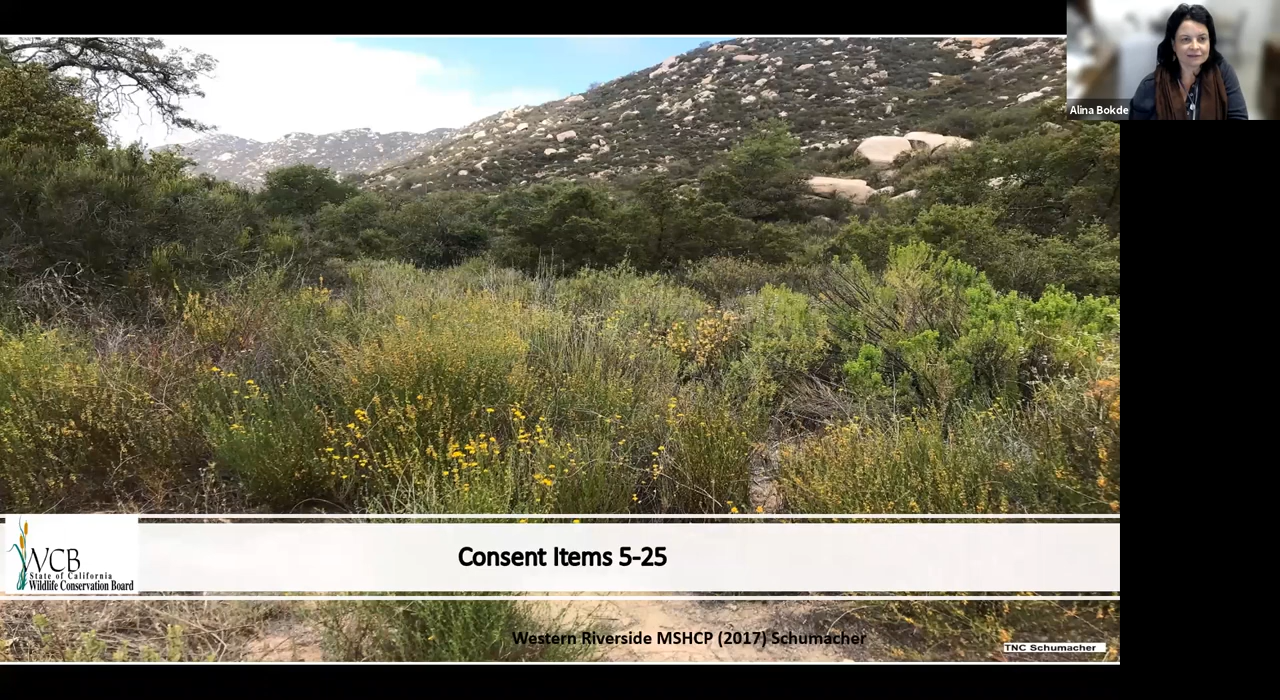 Alina Bokde
Consent Items 5-25
WCB
State of California
Wildlife Conservation Board
Western Riverside MSHCP (2017) Schumacher
TNC Schumacher